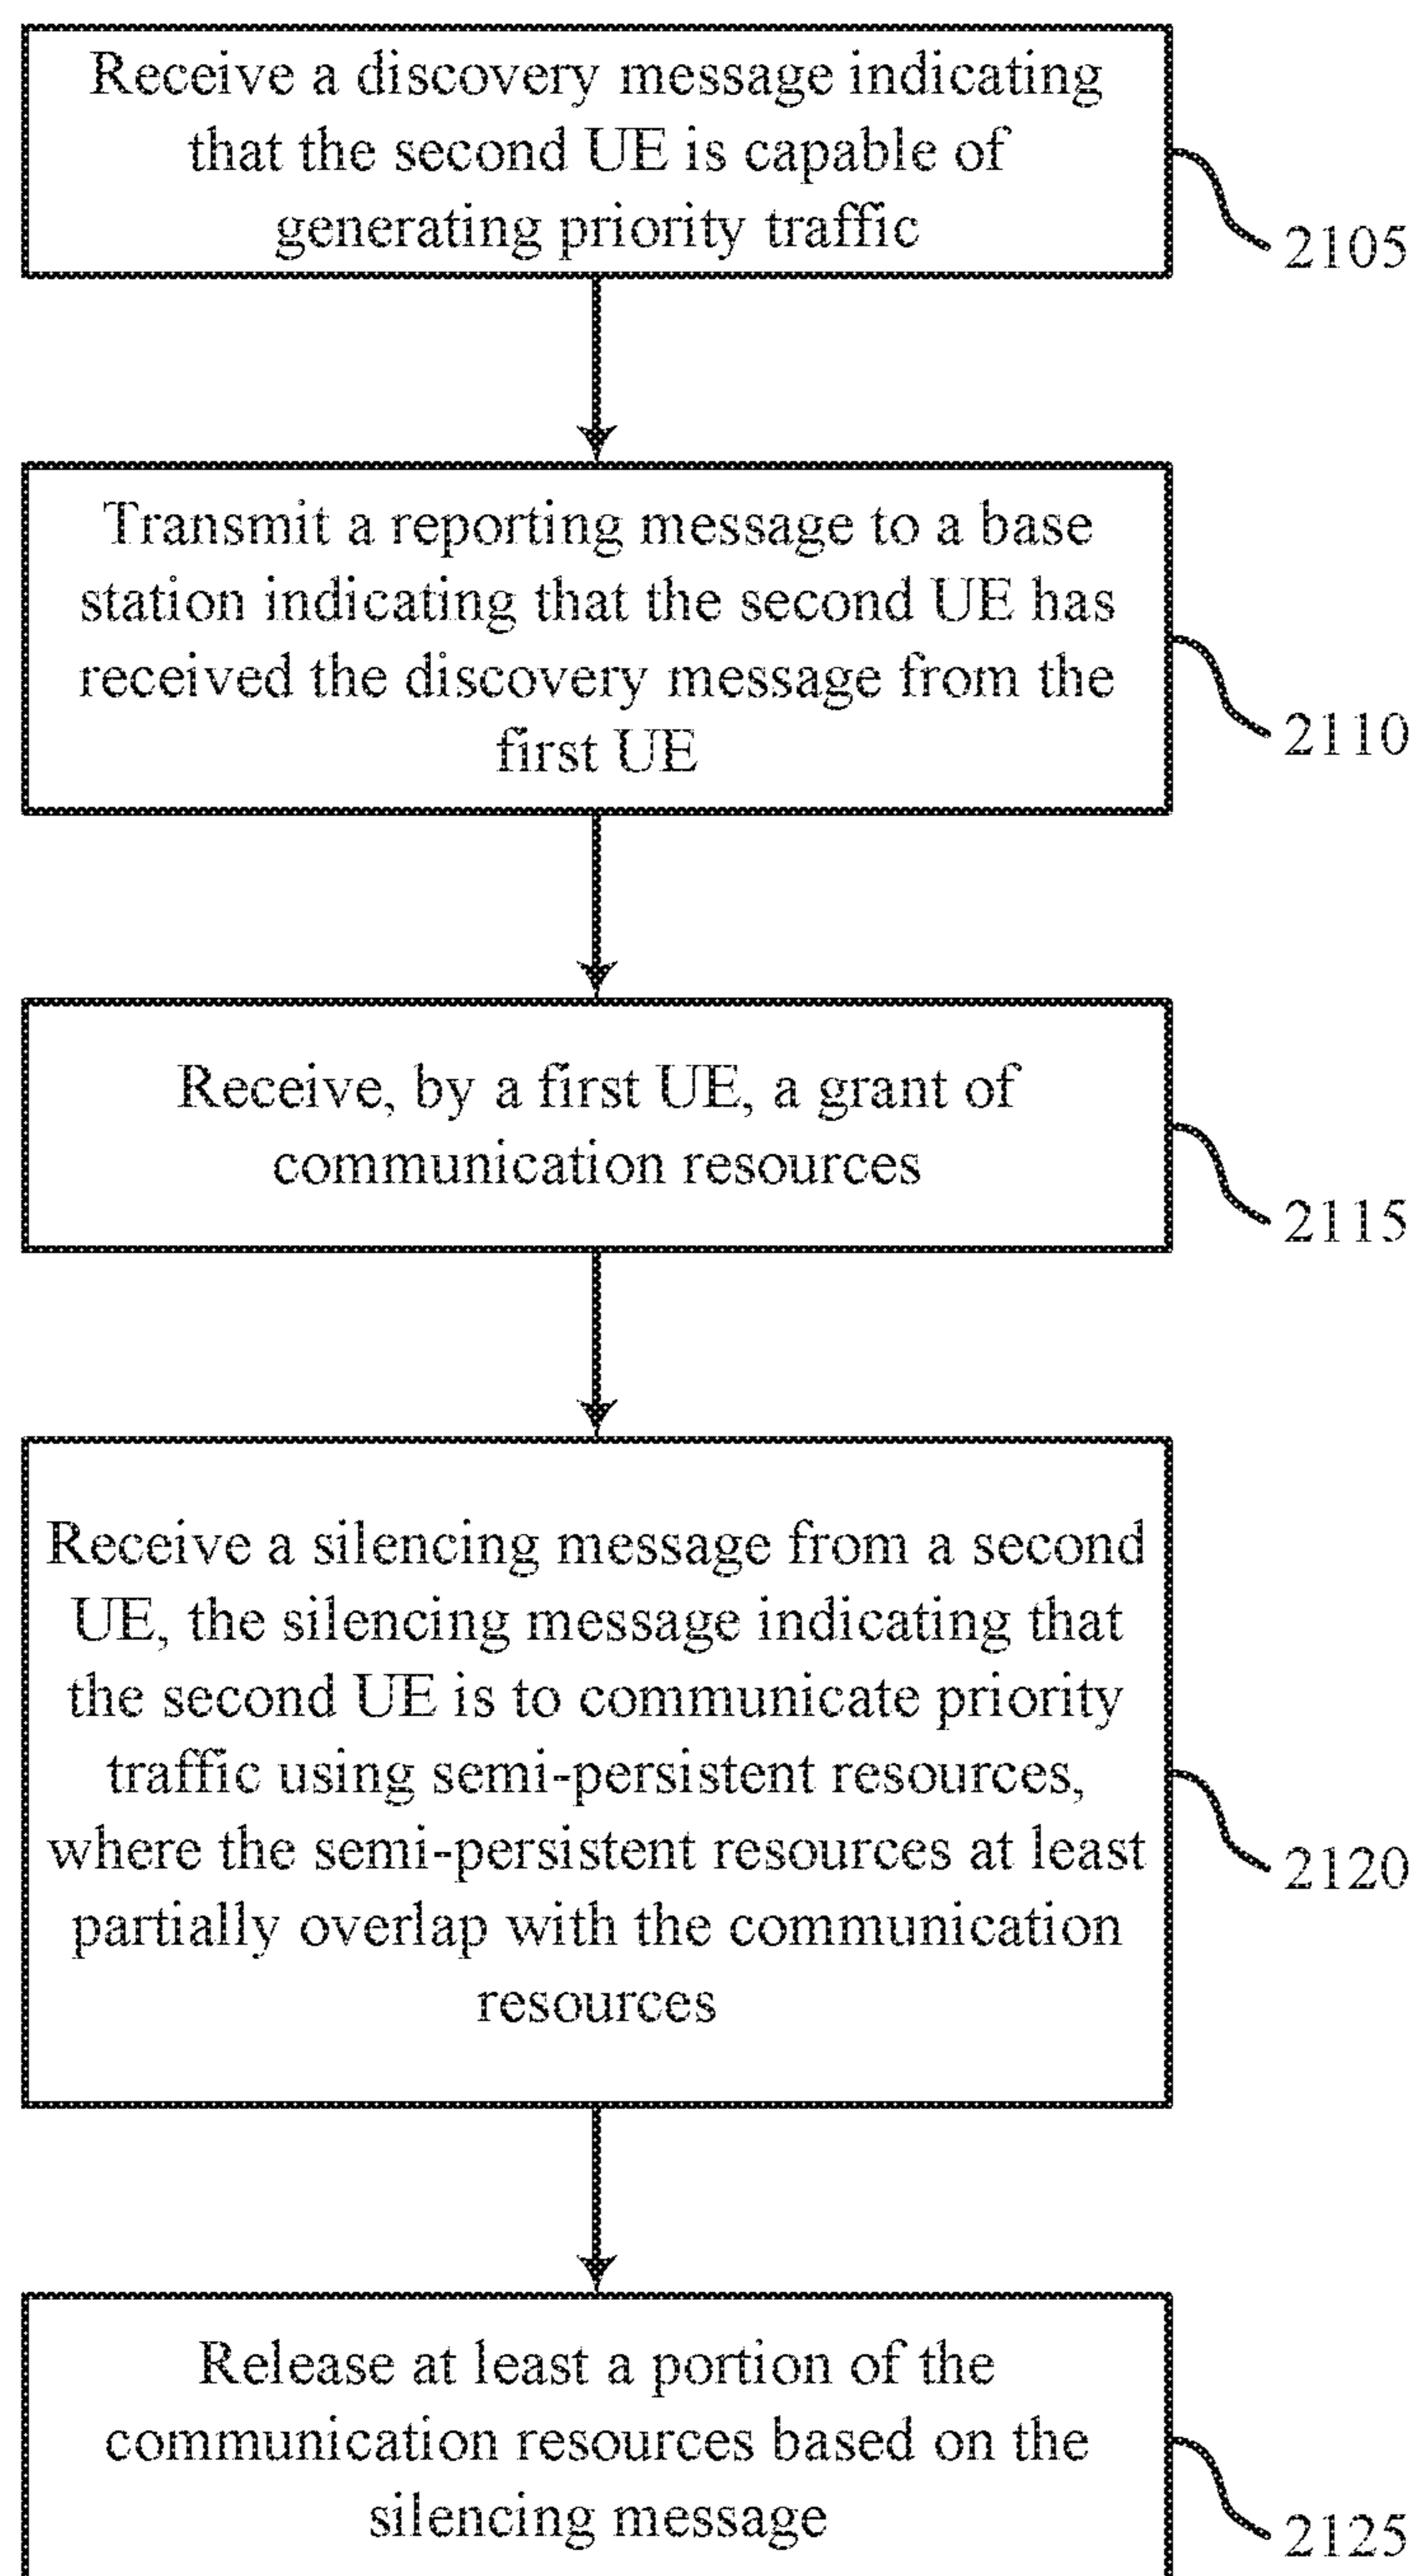 Receive a discovery message indicating
that the second UE is capable of
generating priority traffic
2105
Transmit a reporting message to a base
station indicating that the second UE has
received the discovery message from the
first UE
2110
Receive, by a first UE, a grant of
communication resources
2115
Receive a silencing message from a second
UE, the silencing message indicating that
the second UE is to communicate priority
traffic using semi-persistent resources,
where the semi-persistent resources at least
partially overlap with the communication
resources
2120
Release at least a portion of the
communication resources based on the
silencing message
2125